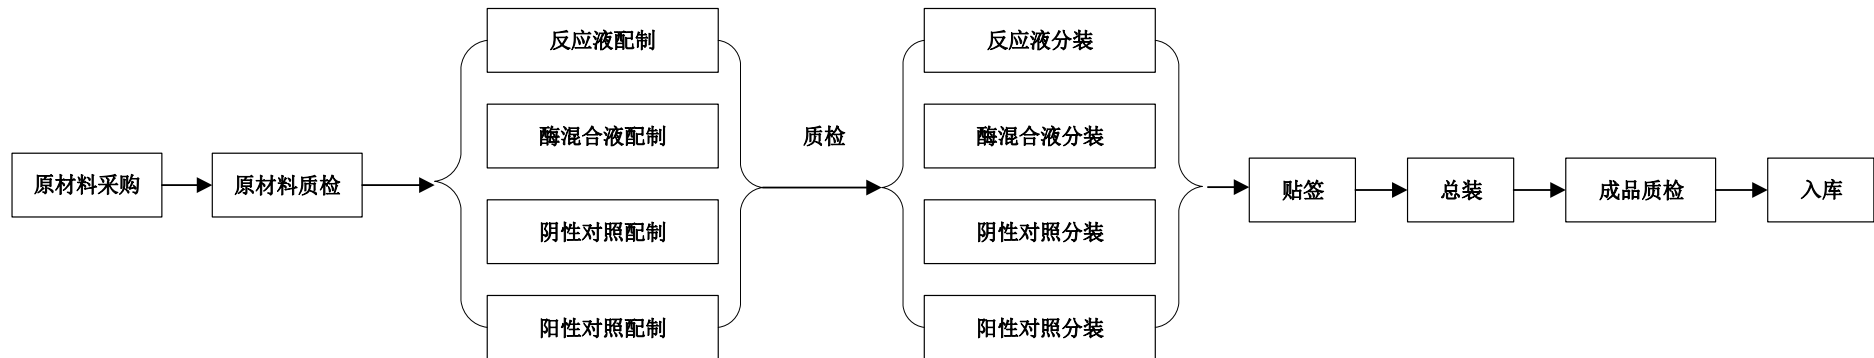 原材料采购
原材料质检
反应液配制
酶混合液配制
阴性对照配制
阳性对照配制
质检
反应液分装
酶混合液分装
阴性对照分装
阳性对照分装
贴签
总装
成品质检
入库